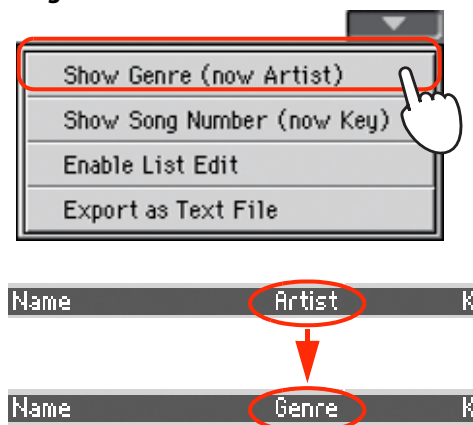 Show Genre (now Artist)
Show Song Number (now Key)
Enable List Edit
Export as Text File
Name Artist
Name Genre